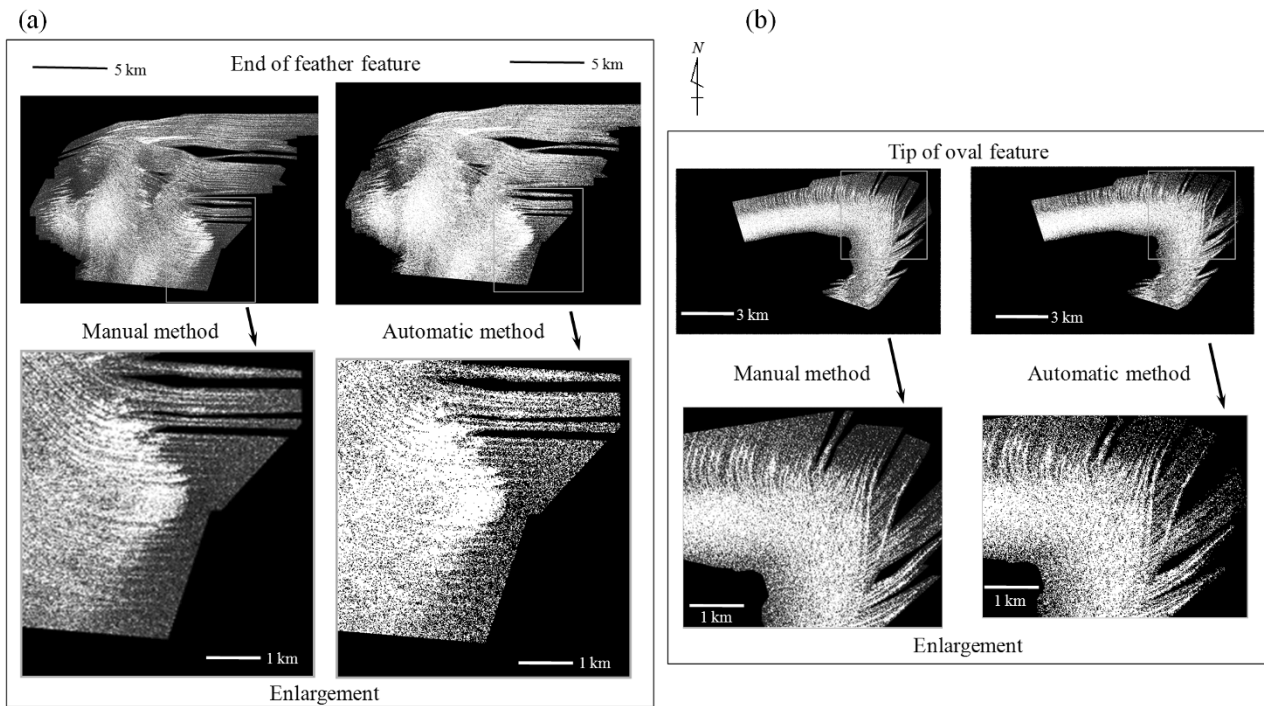 (a)
End of feather feature
5 km
5 km
Manual method
Automatic method
1 km
1 km
Enlargement
(b)
N
Tip of oval feature
3 km
3 km
Manual method
Automatic method
1 km
1 km
Enlargement